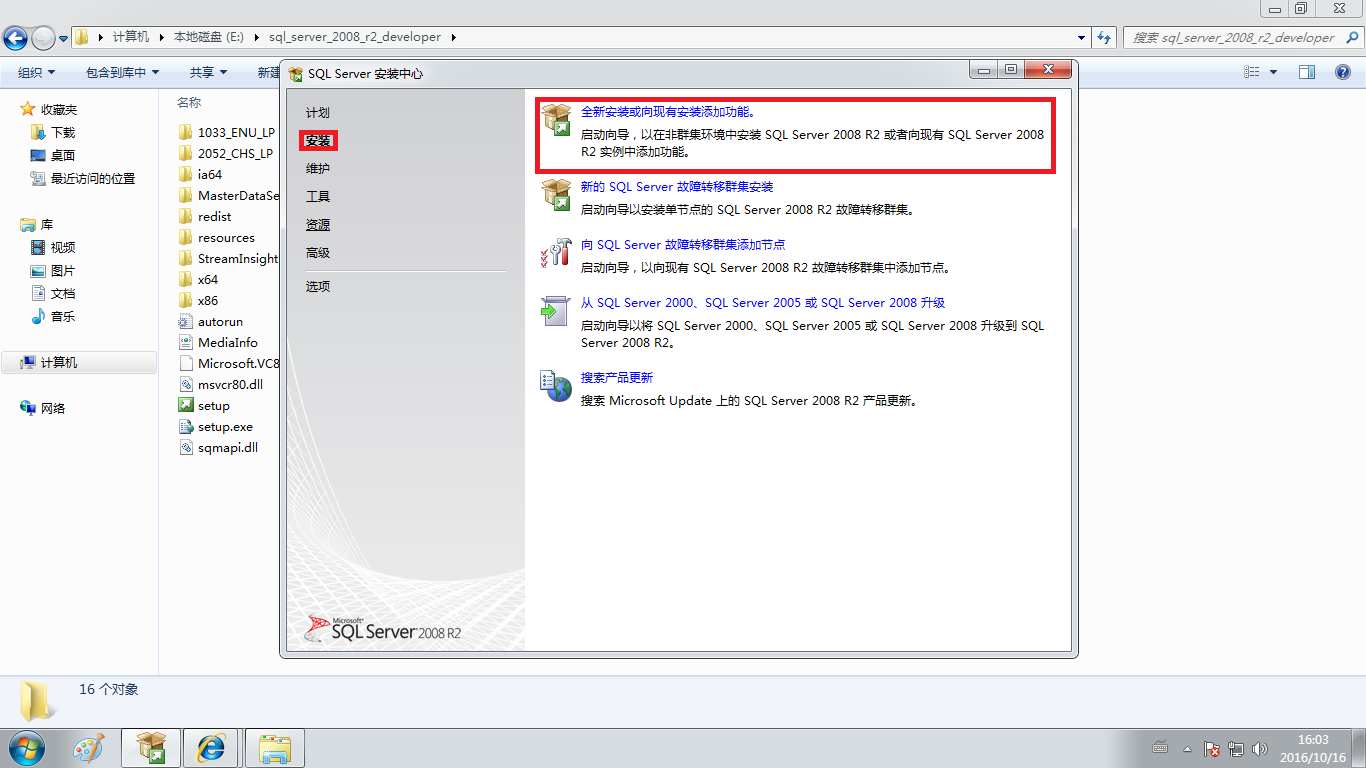 计算机
本地磁盘 (E:)
sql_server_2008_r2_developer
搜索 sql_server_2008_r2_developer
组织
包含到库中
共享
新建
收藏夹
下载
桌面
最近访问的位置
库
视频
图片
文档
音乐
计算机
网络
名称
1033_ENU_LP
2052_CHS_LP
ia64
MasterDataSe
redist
resources
StreamInsight
x64
x86
autorun
MediaInfo
Microsoft.VC8
msvcr80.dll
setup
setup.exe
sqmapi.dll
SQL Server 安装中心
计划
安装
维护
工具
资源
高级
选项
Microsoft
SQL Server 2008 R2
全新安装或向现有安装添加功能。
启动向导，以在非群集环境中安装 SQL Server 2008 R2 或者向现有 SQL Server 2008
R2 实例中添加功能。
新的 SQL Server 故障转移群集安装
启动向导以安装单节点的 SQL Server 2008 R2 故障转移群集。
向 SQL Server 故障转移群集添加节点
启动向导，以向现有 SQL Server 2008 R2 故障转移群集中添加节点。
从 SQL Server 2000、SQL Server 2005 或 SQL Server 2008 升级
启动向导以将 SQL Server 2000、SQL Server 2005 或 SQL Server 2008 升级到 SQL
Server 2008 R2。
搜索产品更新
搜索 Microsoft Update 上的 SQL Server 2008 R2 产品更新。
16 个对象
16:03
2016/10/16